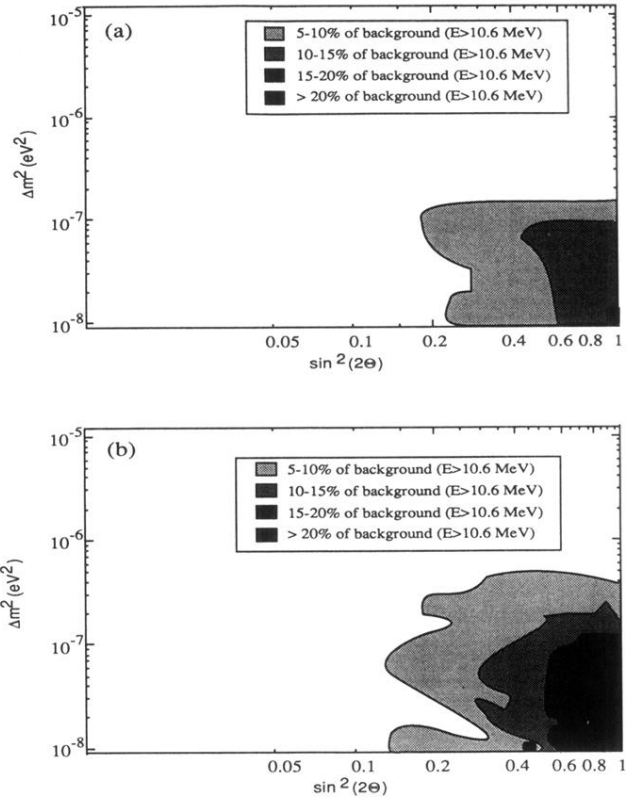 (a)
5-10% of background (E>10.6 MeV)
10-15% of background (E>10.6 MeV)
15-20% of background (E>10.6 MeV)
> 20% of background (E>10.6 MeV)
10⁻⁵
10⁻⁶
10⁻⁷
10⁻⁸
Δm² (eV²)
0.05 0.1 0.2 0.4 0.6 0.8 1
sin² (2Θ)
(b)
5-10% of background (E>10.6 MeV)
10-15% of background (E>10.6 MeV)
15-20% of background (E>10.6 MeV)
> 20% of background (E>10.6 MeV)
10⁻⁵
10⁻⁶
10⁻⁷
10⁻⁸
Δm² (eV²)
0.05 0.1 0.2 0.4 0.6 0.8 1
sin² (2Θ)